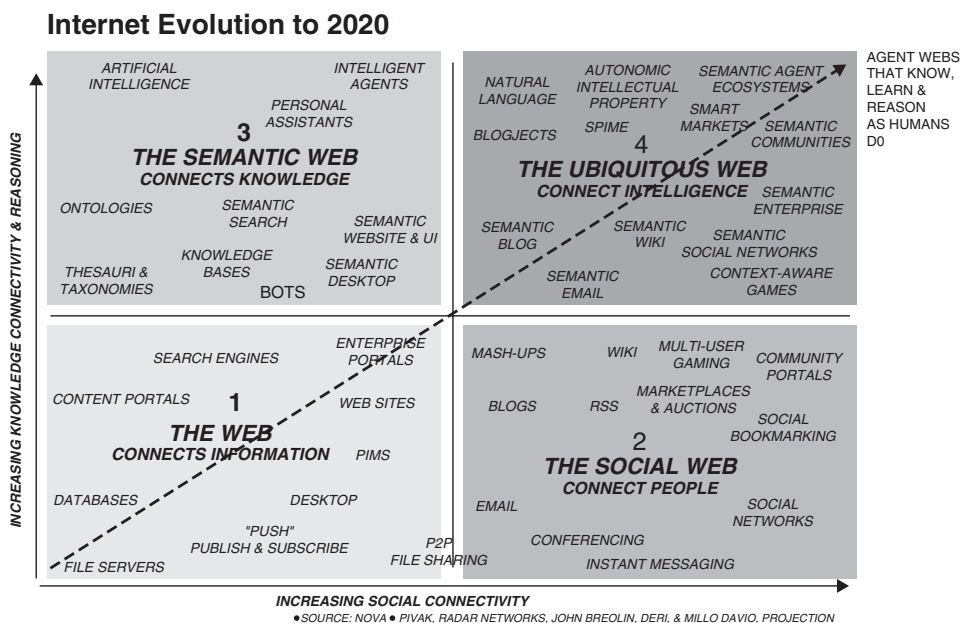 Internet Evolution to 2020
ARTIFICIAL
INTELLIGENCE
INTELLIGENT
AGENTS
PERSONAL
ASSISTANTS
3
THE SEMANTIC WEB
CONNECTS KNOWLEDGE
ONTOLOGIES
SEMANTIC
SEARCH
SEMANTIC
WEBSITE & UI
KNOWLEDGE
BASES
SEMANTIC
DESKTOP
THESAURI &
TAXONOMIES
BOTS
NATURAL
LANGUAGE
AUTONOMIC
INTELLECTUAL
PROPERTY
SEMANTIC AGENT
ECOSYSTEMS
SMART
MARKETS
BLOGJECTS
SPIME
SEMANTIC
COMMUNITIES
4
THE UBIQUITOUS WEB
CONNECT INTELLIGENCE
SEMANTIC
ENTERPRISE
SEMANTIC
BLOG
SEMANTIC
WIKI
SEMANTIC
SOCIAL NETWORKS
SEMANTIC
EMAIL
CONTEXT-AWARE
GAMES
AGENT WEBS
THAT KNOW,
LEARN &
REASON
AS HUMANS
D0
INCREASING KNOWLEDGE CONNECTIVITY & REASONING
SEARCH ENGINES
ENTERPRISE
PORTALS
CONTENT PORTALS
1
WEB SITES
THE WEB
CONNECTS INFORMATION
PIMS
DATABASES
DESKTOP
"PUSH"
PUBLISH & SUBSCRIBE
P2P
FILE SHARING
FILE SERVERS
MASH-UPS
WIKI
MULTI-USER
GAMING
COMMUNITY
PORTALS
BLOGS
RSS
MARKETPLACES
& AUCTIONS
SOCIAL
BOOKMARKING
2
THE SOCIAL WEB
CONNECT PEOPLE
EMAIL
SOCIAL
NETWORKS
CONFERENCING
INSTANT MESSAGING
INCREASING SOCIAL CONNECTIVITY
•SOURCE: NOVA • PIVAK, RADAR NETWORKS, JOHN BREOLIN, DERI, & MILLO DAVIO, PROJECTION